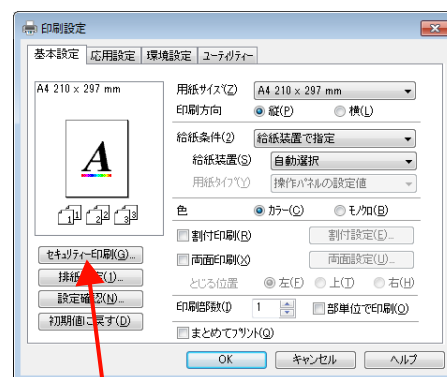 印刷設定
基本設定 応用設定 環境設定 ユーティリティー
A4 210 x 297 mm
A
1 1 2 2 3 3
セキュリティー印刷(G)...
設定確認(N)...
初期値に戻す(D)
用紙サイズ(Z) A4 210 x 297 mm
印刷方向 縦(P) 横(L)
給紙条件(2) 給紙装置で指定
給紙装置(S) 自動選択
用紙タイプ(Y) 操作パネルの設定値
色 カラー(C) モノクロ(B)
割付印刷(R) 割付設定(E)...
両面印刷(X) 両面設定(U)...
とじる位置 左(F) 上(T) 右(H)
印刷部数(I) 1 部単位で印刷(O)
まとめてプリント(Q)
OK キャンセル ヘルプ